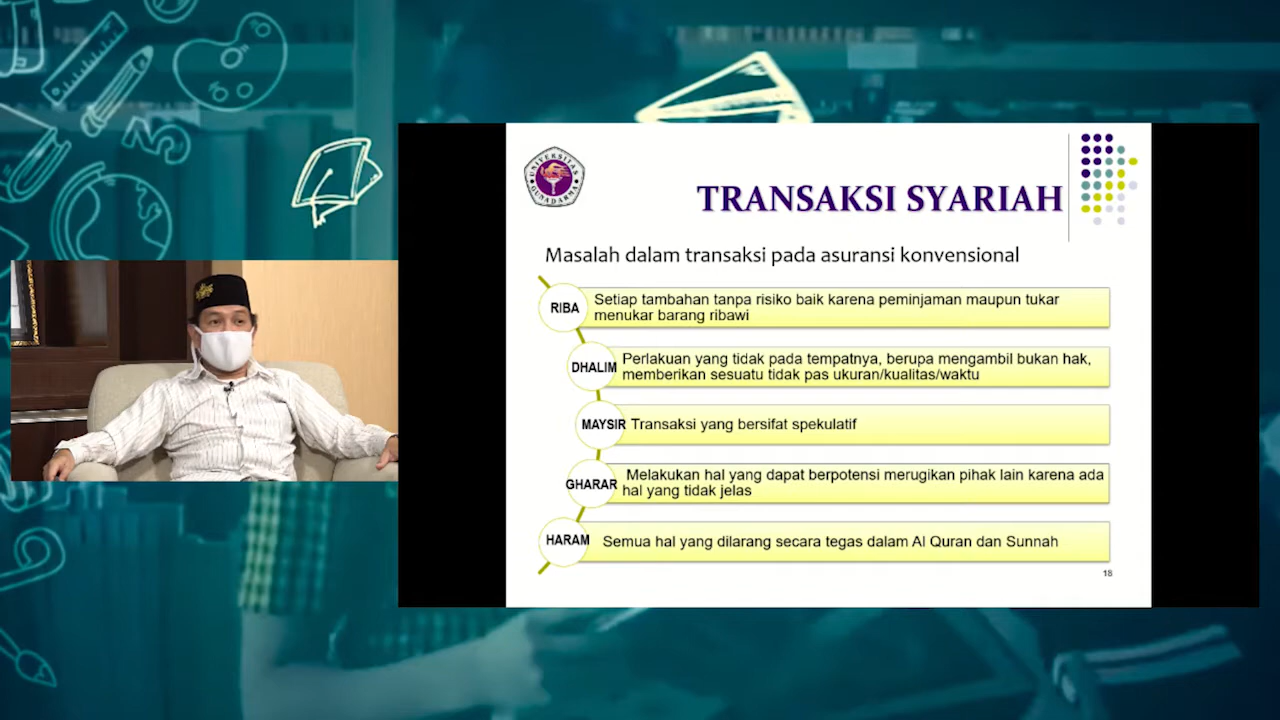 UNIVERSITAS GUNADARMA
TRANSAKSI SYARIAH
Masalah dalam transaksi pada asuransi konvensional
RIBA
Setiap tambahan tanpa risiko baik karena peminjaman maupun tukar
menukar barang ribawi
DHALIM
Perlakuan yang tidak pada tempatnya, berupa mengambil bukan hak,
memberikan sesuatu tidak pas ukuran/kualitas/waktu
MAYSIR
Transaksi yang bersifat spekulatif
GHARAR
Melakukan hal yang dapat berpotensi merugikan pihak lain karena ada
hal yang tidak jelas
HARAM
Semua hal yang dilarang secara tegas dalam Al Quran dan Sunnah
18